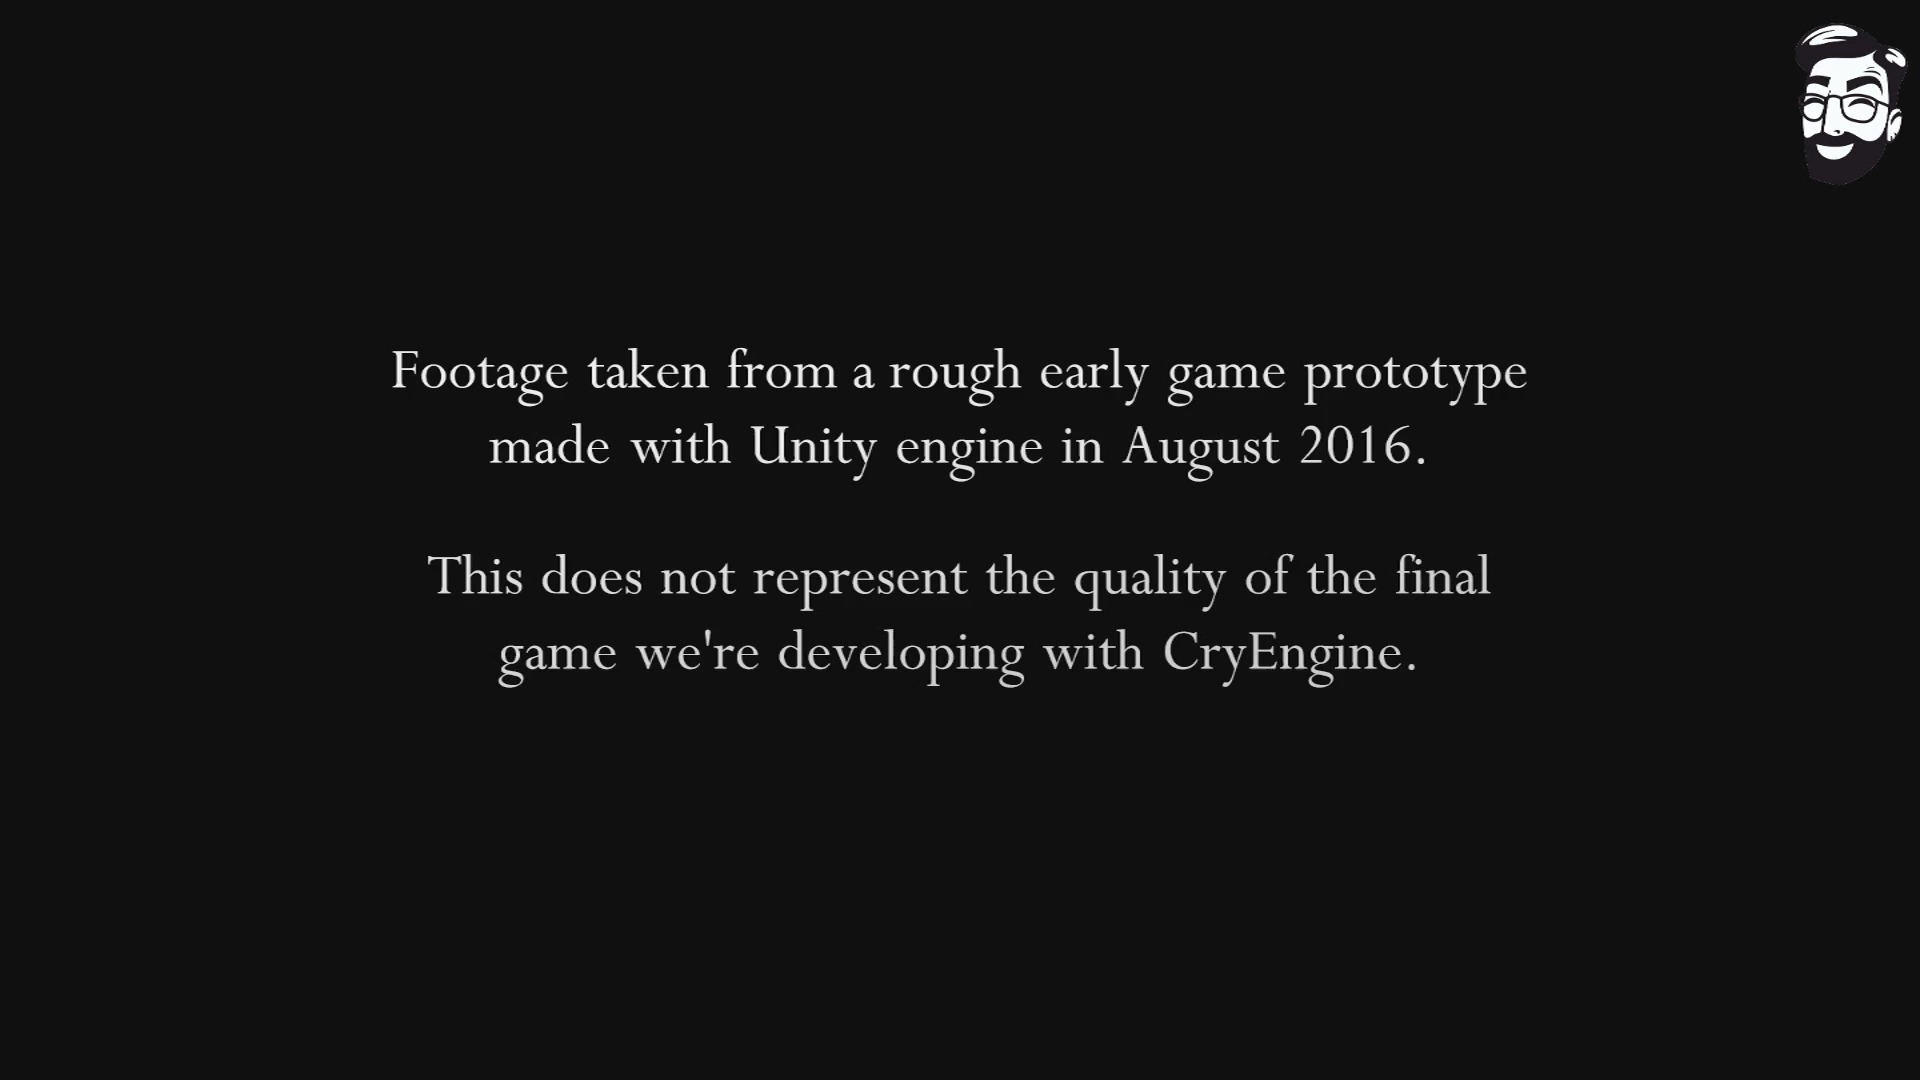 Footage taken from a rough early game prototype
made with Unity engine in August 2016.
This does not represent the quality of the final
game we're developing with CryEngine.